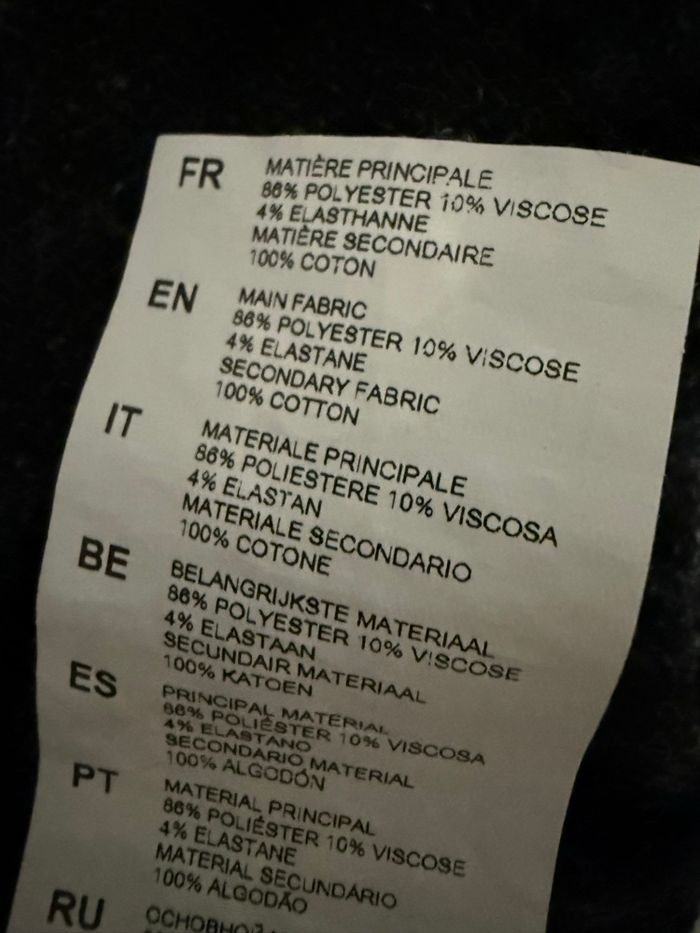 FR MATIÈRE PRINCIPALE
86% POLYESTER 10% VISCOSE
4% ELASTHANNE
MATIÈRE SECONDAIRE
100% COTON
EN MAIN FABRIC
86% POLYESTER 10% VISCOSE
4% ELASTANE
SECONDARY FABRIC
100% COTTON
IT MATERIALE PRINCIPALE
86% POLIESTERE 10% VISCOSA
4% ELASTAN
MATERIALE SECONDARIO
100% COTONE
BE BELANGRIJKSTE MATERIAAL
86% POLYESTER 10% VISCOSE
4% ELASTAAN
SECUNDAIR MATERIAAL
100% KATOEN
ES PRINCIPAL MATERIAL
86% POLIÉSTER 10% VISCOSA
4% ELASTANO
SECONDARIO MATERIAL
100% ALGODÓN
PT MATERIAL PRINCIPAL
86% POLIÉSTER 10% VISCOSE
4% ELASTANE
MATERIAL SECUNDÁRIO
100% ALGODÃO
RU